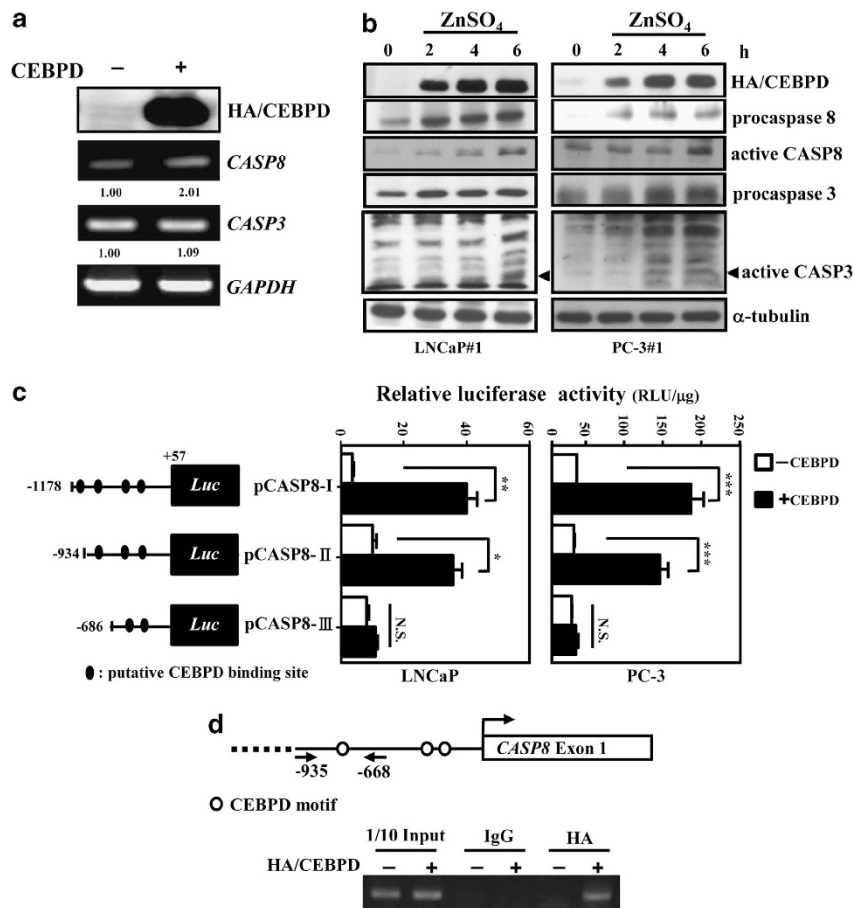 a
CEBPD – +
HA/CEBPD
CASP8
1.00 2.01
CASP3
1.00 1.09
GAPDH
b
ZnSO4 ZnSO4
0 2 4 6 0 2 4 6 h
HA/CEBPD
procaspase 8
active CASP8
procaspase 3
active CASP3
α-tubulin
LNCaP#1 PC-3#1
c
Relative luciferase activity (RLU/μg)
0 20 40 60 0 50 100 150 200 250
–CEBPD
+CEBPD
+57
-1178 Luc pCASP8-I ** ***
-934 Luc pCASP8-II * ***
-686 Luc pCASP8-III N.S. N.S.
: putative CEBPD binding site
LNCaP PC-3
d
CASP8 Exon 1
-935 -668
CEBPD motif
1/10 Input IgG HA
HA/CEBPD – + – + – +